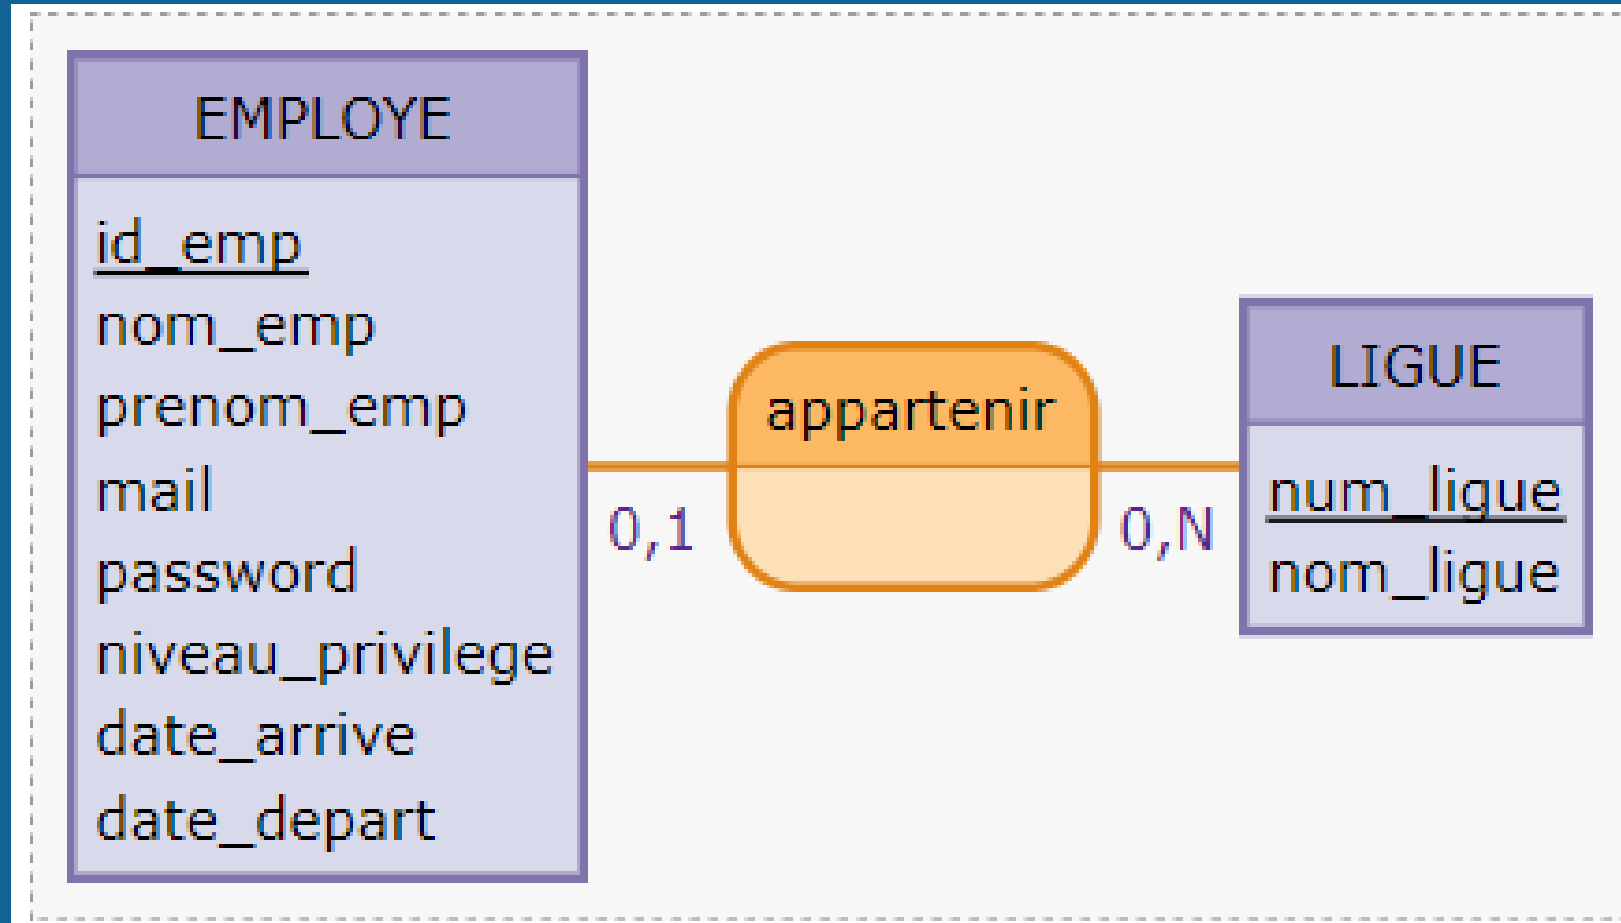 EMPLOYE
id_emp
nom_emp
prenom_emp
mail
password
niveau_privilege
date_arrive
date_depart
0,1
appartenir
0,N
LIGUE
num_ligue
nom_ligue